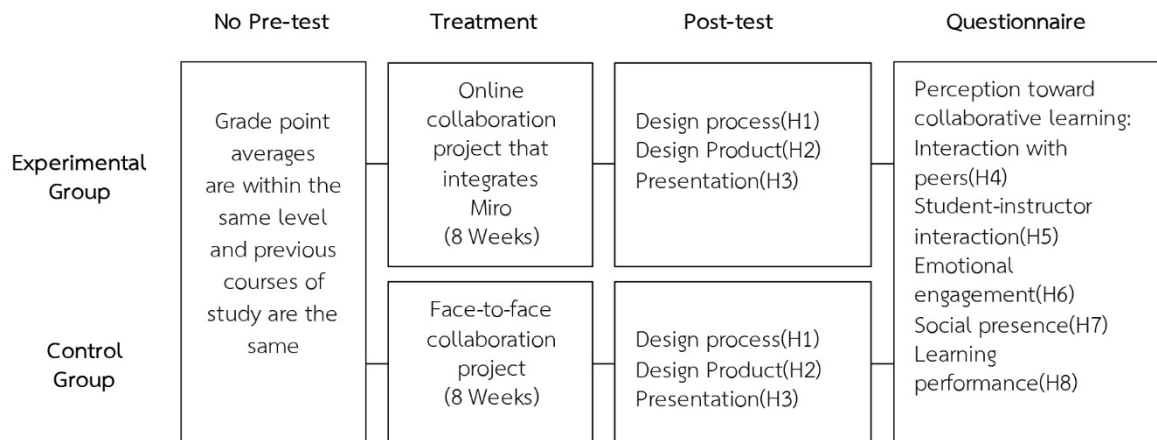 No Pre-test
Treatment
Post-test
Questionnaire
Experimental
Group
Control
Group
Grade point
averages
are within the
same level
and previous
courses of
study are the
same
Online
collaboration
project that
integrates
Miro
(8 Weeks)
Design process(H1)
Design Product(H2)
Presentation(H3)
Face-to-face
collaboration
project
(8 Weeks)
Design process(H1)
Design Product(H2)
Presentation(H3)
Perception toward
collaborative learning:
Interaction with
peers(H4)
Student-instructor
interaction(H5)
Emotional
engagement(H6)
Social presence(H7)
Learning
performance(H8)